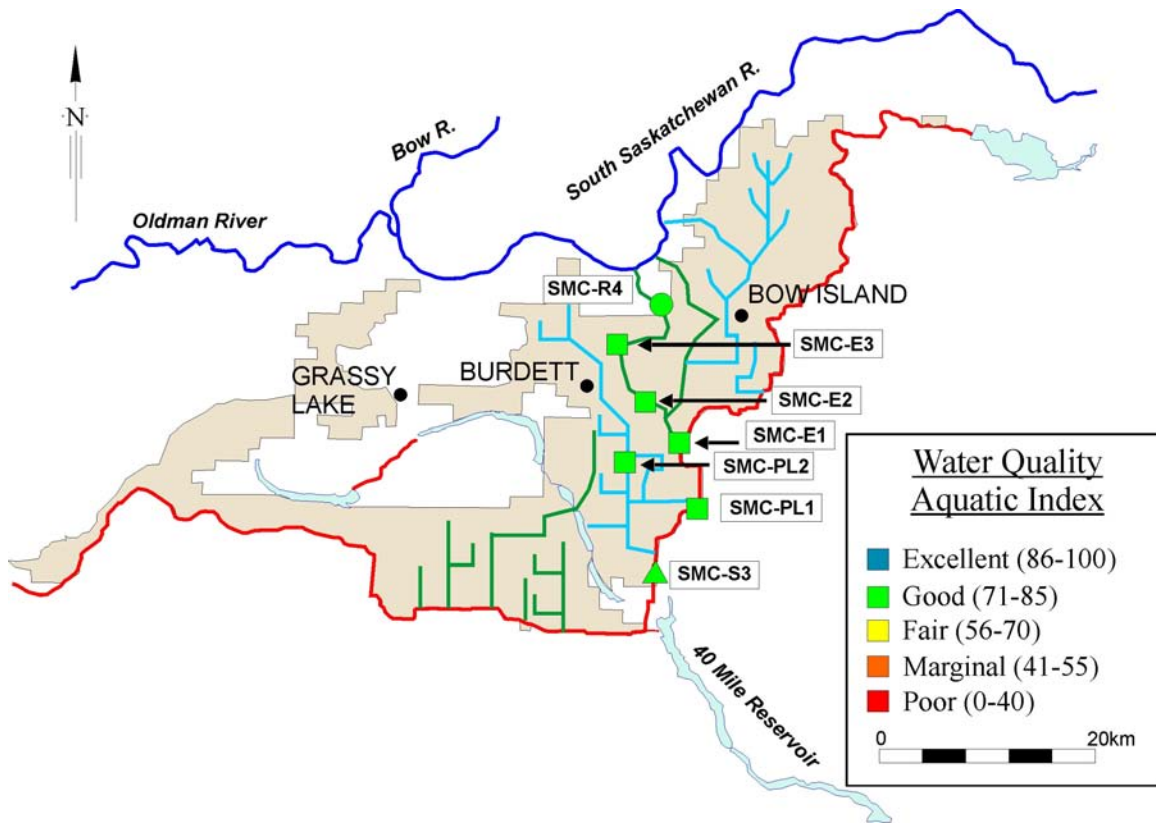 N
Bow R.
South Saskatchewan R.
Oldman River
SMC-R4
BOW ISLAND
SMC-E3
GRASSY
LAKE
BURDETT
SMC-E2
SMC-E1
SMC-PL2
SMC-PL1
SMC-S3
40 Mile Reservoir
Water Quality
Aquatic Index
Excellent (86-100)
Good (71-85)
Fair (56-70)
Marginal (41-55)
Poor (0-40)
0 20km